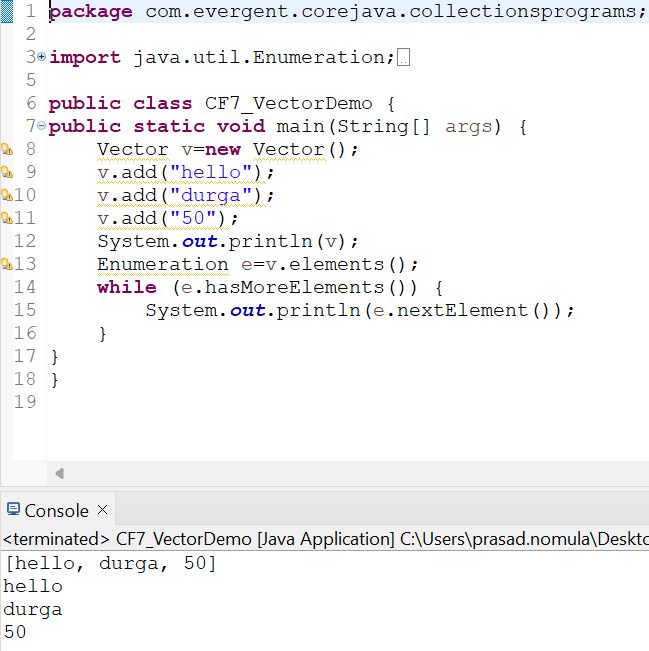 1 package com.evergent.corejava.collectionsprograms;
2
3 import java.util.Enumeration;
5
6 public class CF7_VectorDemo {
7 public static void main(String[] args) {
8 Vector v=new Vector();
9 v.add("hello");
10 v.add("durga");
11 v.add("50");
12 System.out.println(v);
13 Enumeration e=v.elements();
14 while (e.hasMoreElements()) {
15 System.out.println(e.nextElement());
16 }
17 }
18 }
19
Console
<terminated> CF7_VectorDemo [Java Application] C:\Users\prasad.nomula\Deskto
[hello, durga, 50]
hello
durga
50